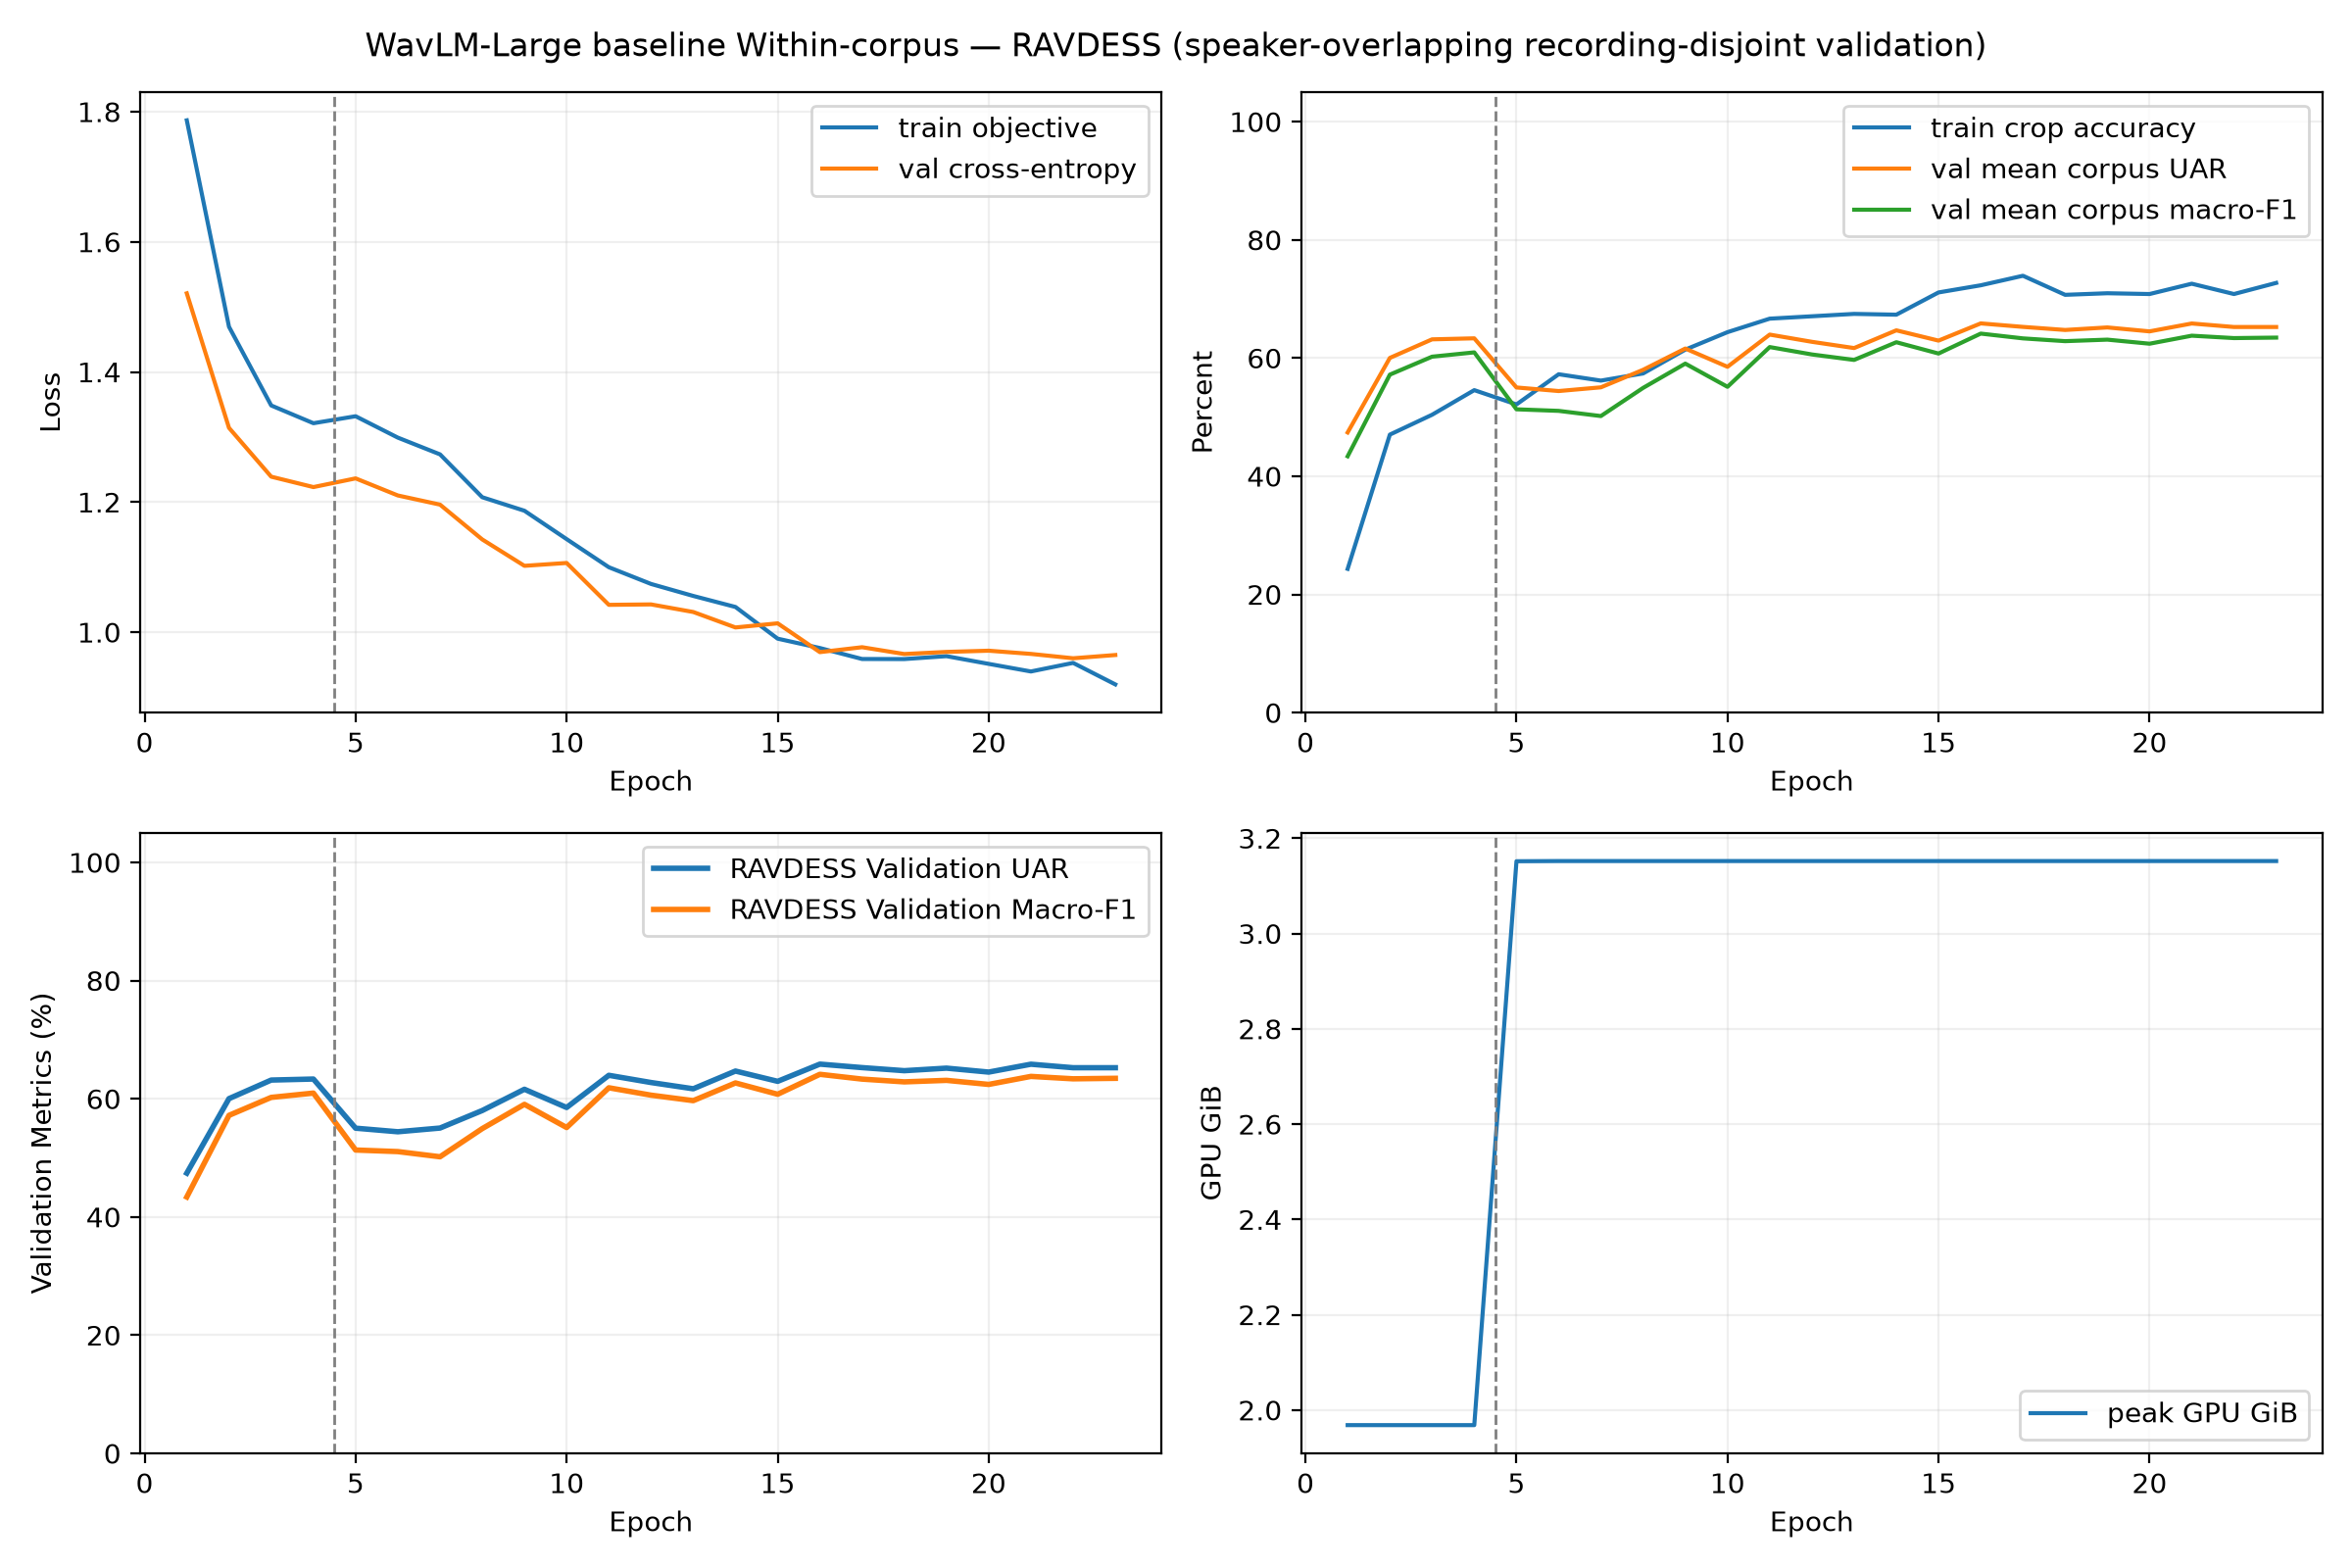 WavLM-Large baseline Within-corpus — RAVDESS (speaker-overlapping recording-disjoint validation)
Loss
1.8
1.6
1.4
1.2
1.0
train objective
val cross-entropy
0 5 10 15 20
Epoch
Percent
100
80
60
40
20
0
train crop accuracy
val mean corpus UAR
val mean corpus macro-F1
0 5 10 15 20
Epoch
Validation Metrics (%)
100
80
60
40
20
0
RAVDESS Validation UAR
RAVDESS Validation Macro-F1
0 5 10 15 20
Epoch
GPU GiB
3.2
3.0
2.8
2.6
2.4
2.2
2.0
peak GPU GiB
0 5 10 15 20
Epoch